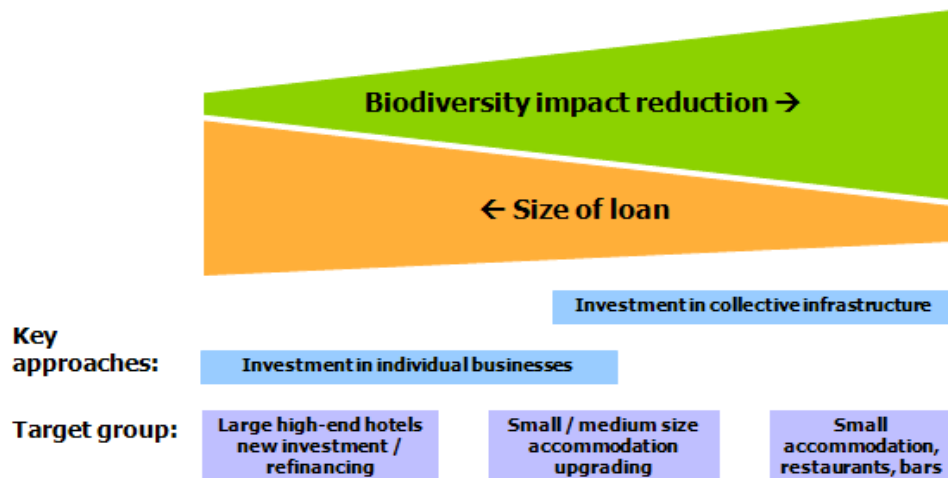 Biodiversity impact reduction →
← Size of loan
Investment in collective infrastructure
Key
approaches:
Investment in individual businesses
Target group:
Large high-end hotels
new investment /
refinancing
Small / medium size
accommodation
upgrading
Small
accommodation,
restaurants, bars